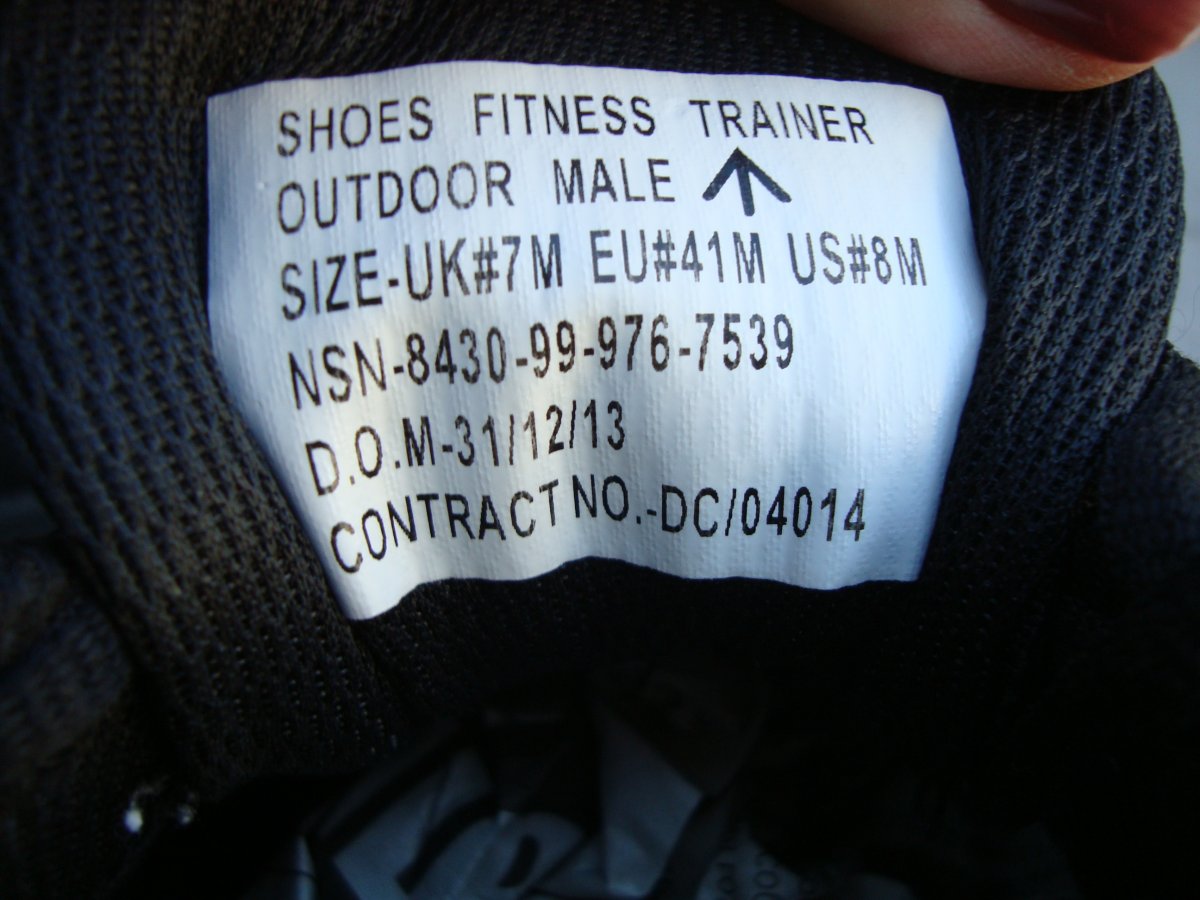 SHOES FITNESS TRAINER
OUTDOOR MALE
SIZE-UK#7M EU#41M US#8M
NSN-8430-99-976-7539
D.O.M-31/12/13
CONTRACT NO.-DC/04014